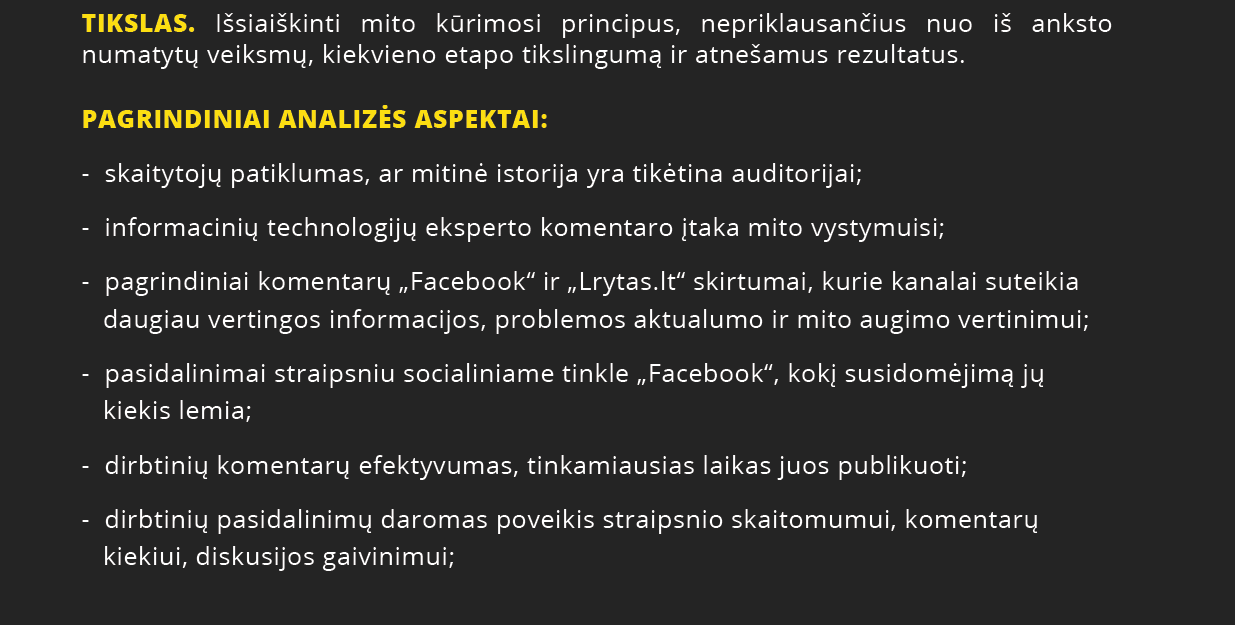 TIKSLAS. Išsiaiškinti mito kūrimosi principus, nepriklausančius nuo iš anksto
numatytų veiksmų, kiekvieno etapo tikslingumą ir atnešamus rezultatus.
PAGRINDINIAI ANALIZĖS ASPEKTAI:
- skaitytojų patiklumas, ar mitinė istorija yra tikėtina auditorijai;
- informacinių technologijų eksperto komentaro įtaka mito vystymuisi;
- pagrindiniai komentarų „Facebook“ ir „Lrytas.lt“ skirtumai, kurie kanalai suteikia
daugiau vertingos informacijos, problemos aktualumo ir mito augimo vertinimui;
- pasidalinimai straipsniu socialiniame tinkle „Facebook“, kokį susidomėjimą jų
kiekis lemia;
- dirbtinių komentarų efektyvumas, tinkamiausias laikas juos publikuoti;
- dirbtinių pasidalinimų daromas poveikis straipsnio skaitomumui, komentarų
kiekiui, diskusijos gaivinimui;